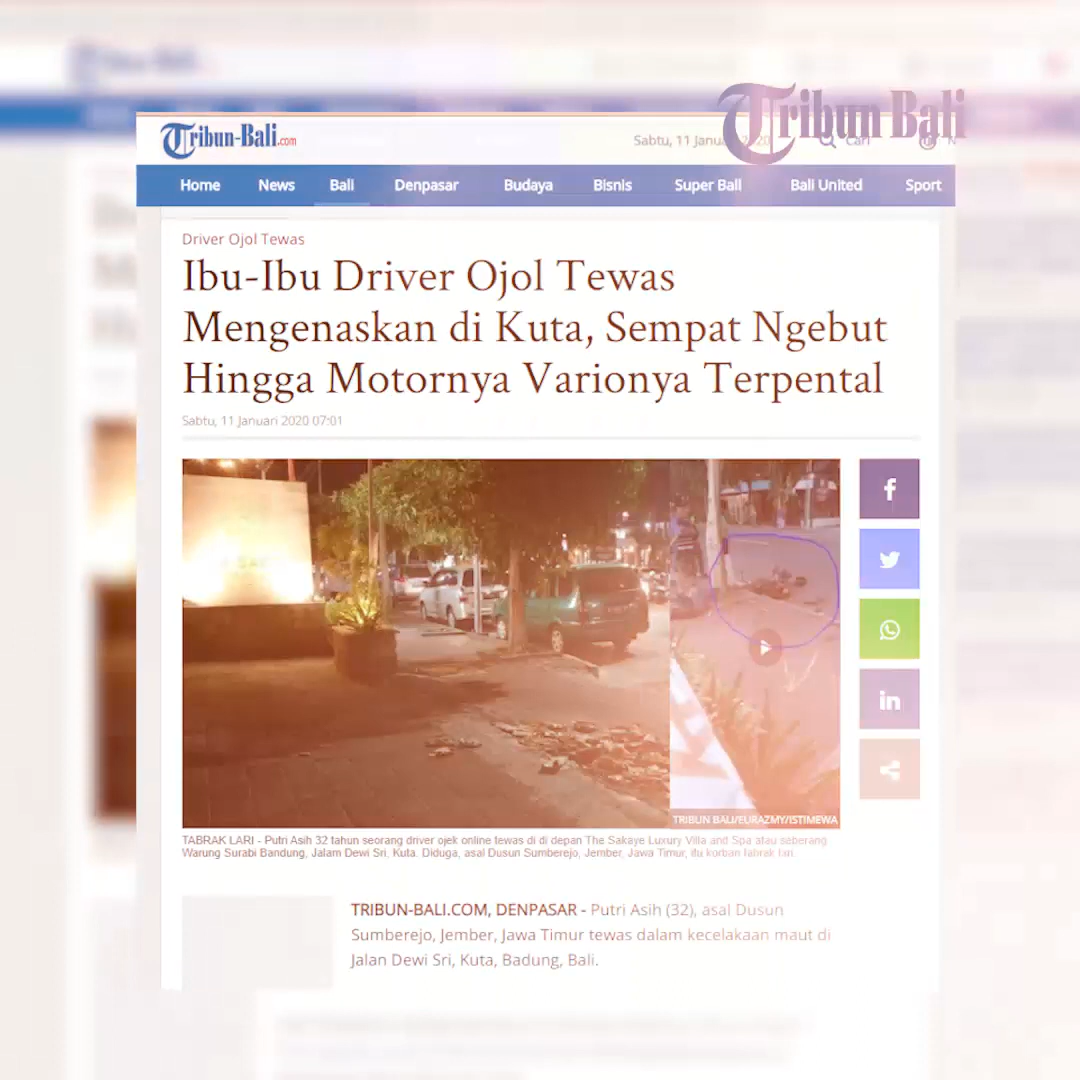 Tribun Bali
Tribun-Bali.com
Sabtu, 11 Janua 20 Cari
Home News Bali Denpasar Budaya Bisnis Super Ball Bali United Sport
Driver Ojol Tewas
Ibu-Ibu Driver Ojol Tewas
Mengenaskan di Kuta, Sempat Ngebut
Hingga Motornya Varionya Terpental
Sabtu, 11 Januari 2020 07:01
TRIBUN BALI/EURAZMY/ISTIMEWA
TABRAK LARI - Putri Asih 32 tahun seorang driver ojek online tewas di di depan The Sakaye Luxury Villa and Spa atau seberang
Warung Surabi Bandung, Jalam Dewi Sri, Kuta. Diduga, asal Dusun Sumberejo, Jember, Jawa Timur, itu korban tabrak lari.
TRIBUN-BALI.COM, DENPASAR - Putri Asih (32), asal Dusun
Sumberejo, Jember, Jawa Timur tewas dalam kecelakaan maut di
Jalan Dewi Sri, Kuta, Badung, Bali.